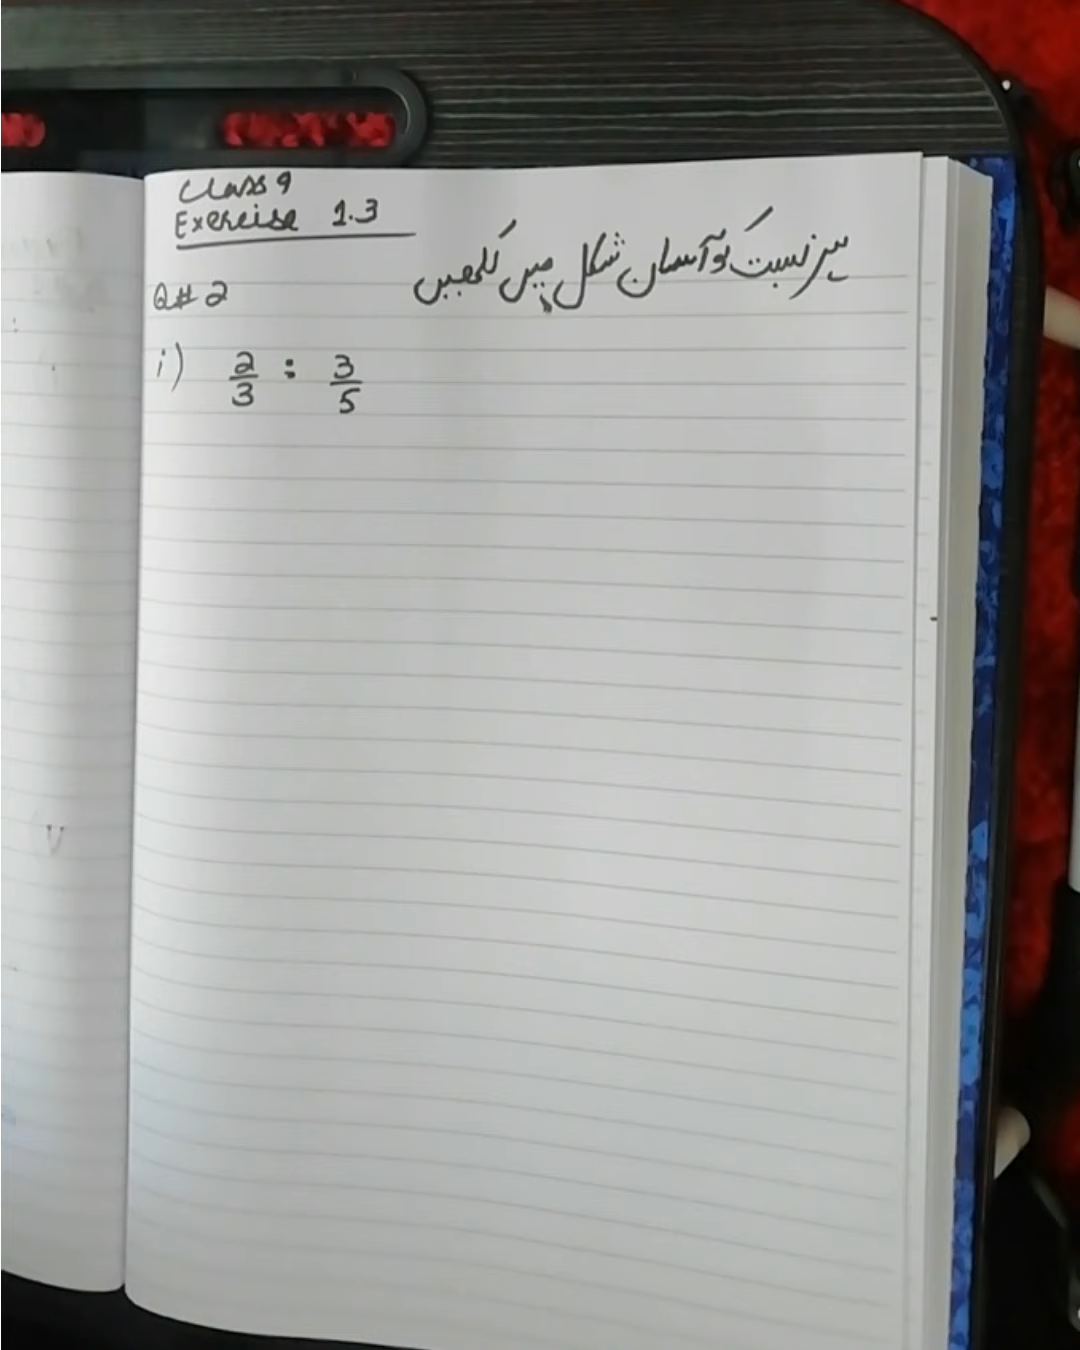 Class 9
Exercise 1.3
ہر نسبت کو آسان شکل میں لکھیں
Q# 2
i) 2/3 : 3/5